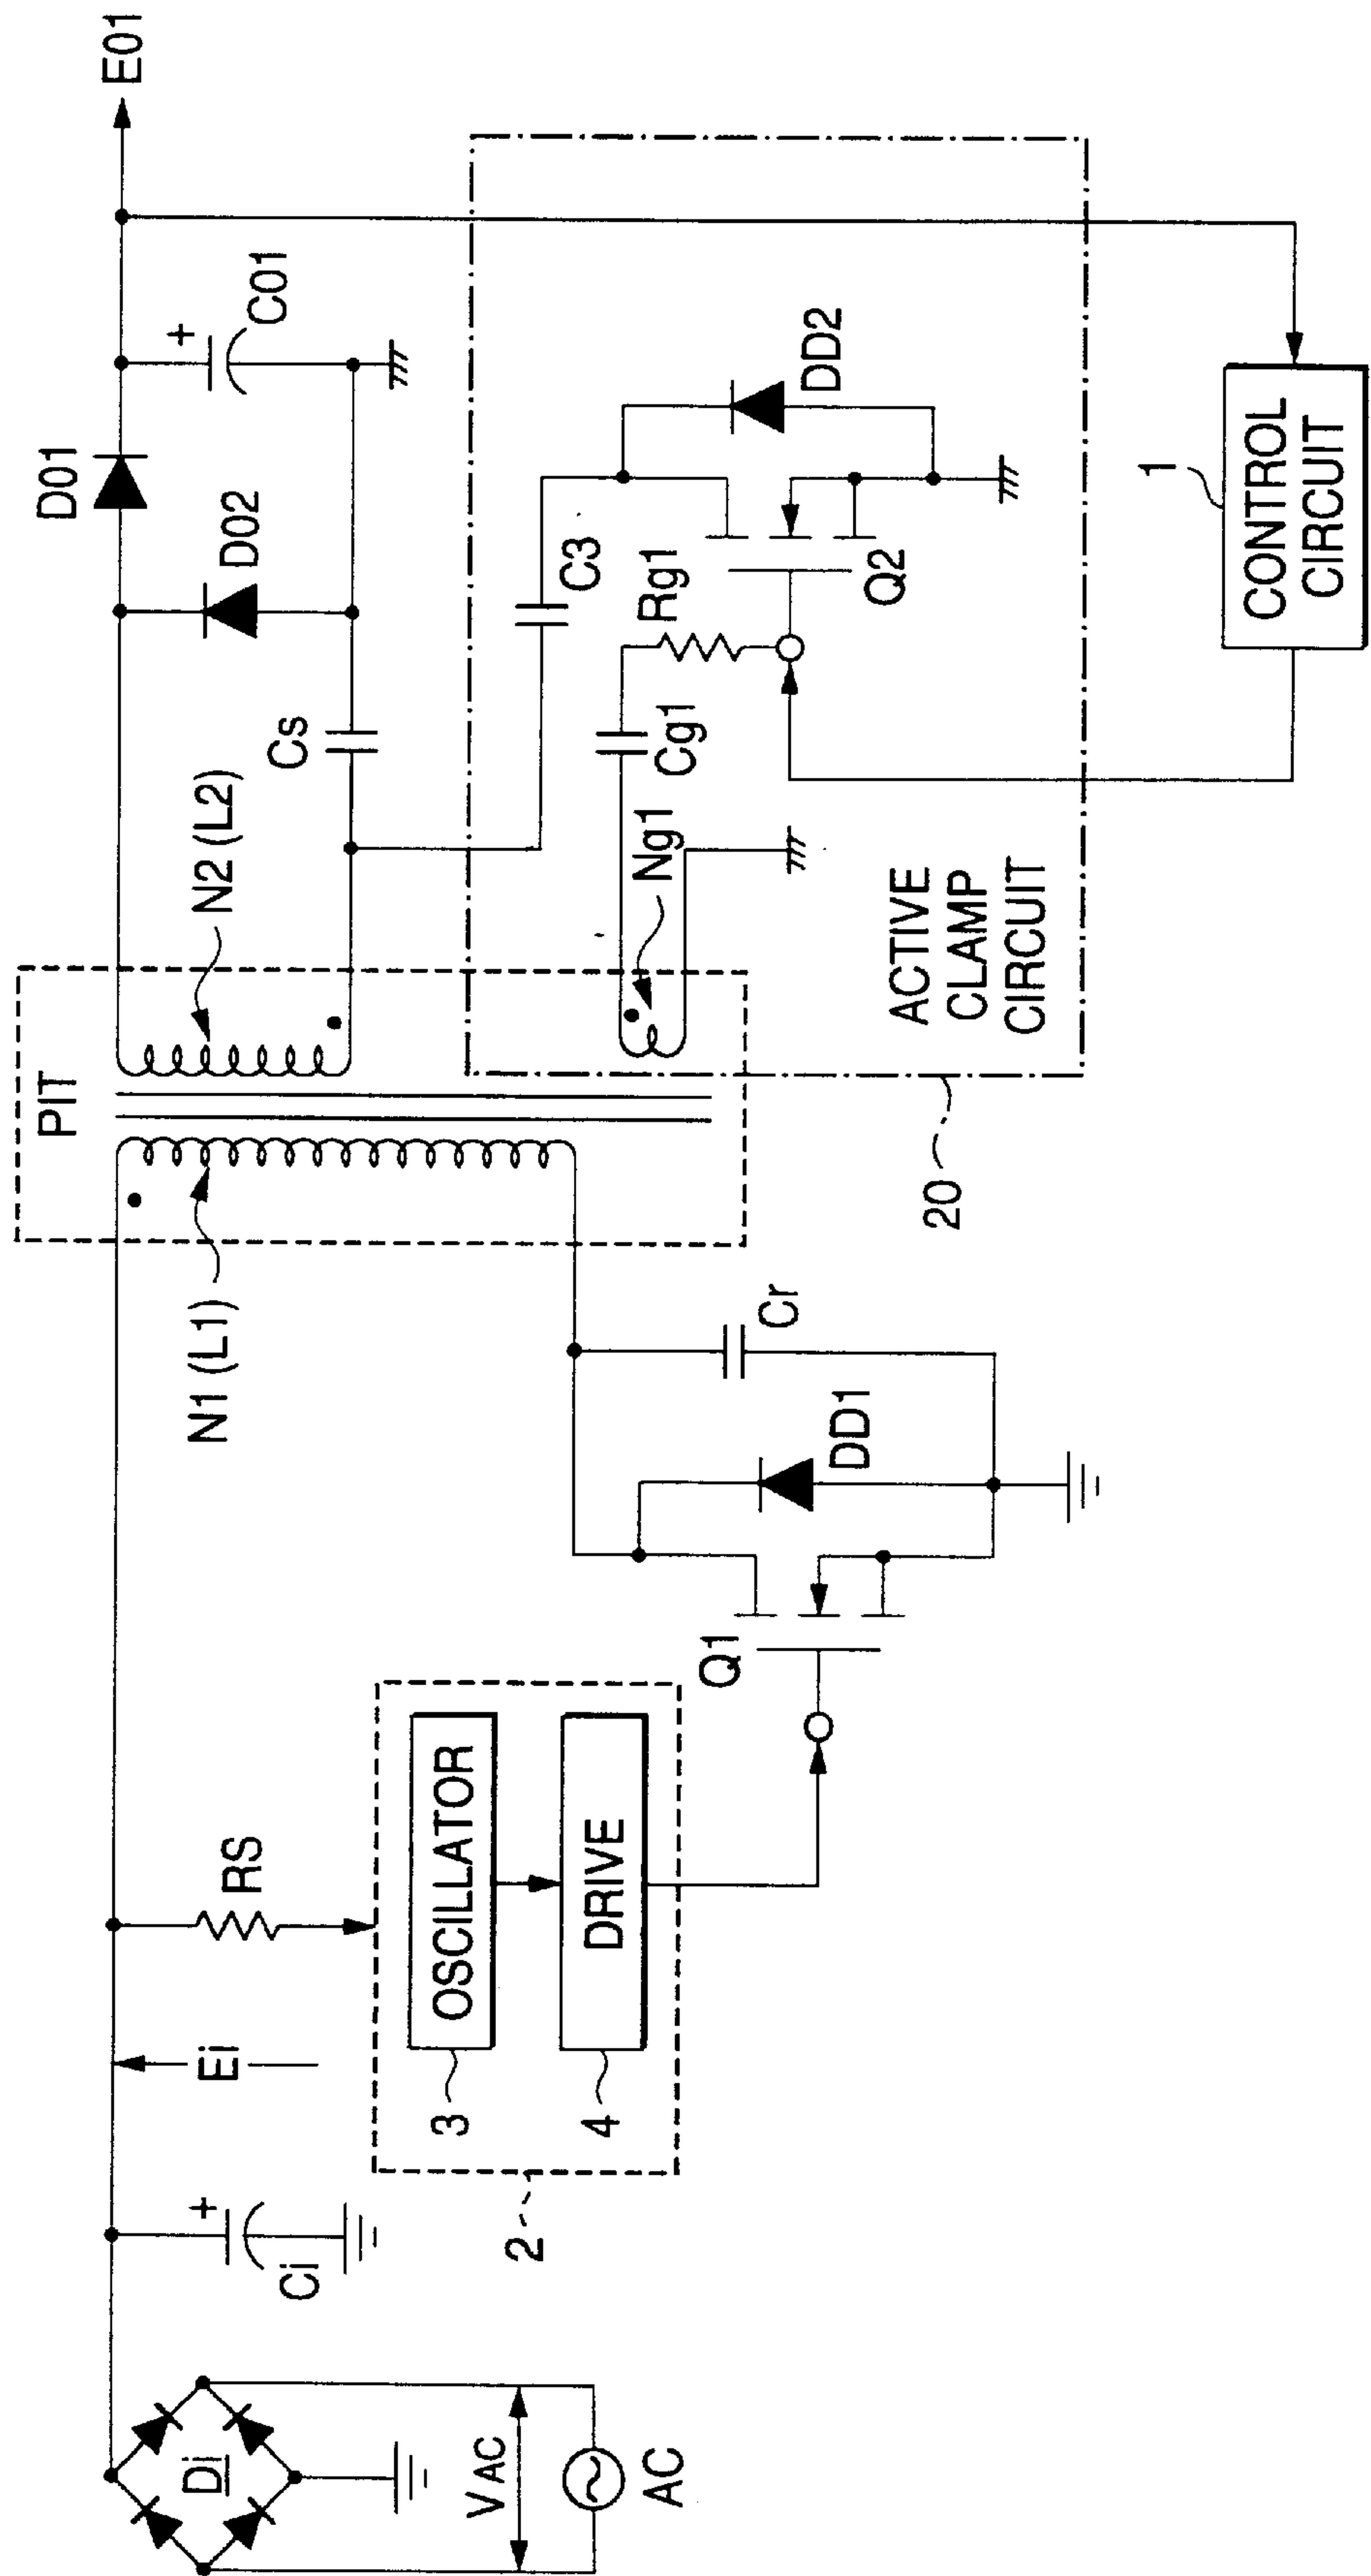 PIT
N1 (L1)
N2 (L2)
D01
D02
C01
E01
Cs
C3
Rg1
Cg1
Ng1
Q2
DD2
ACTIVE
CLAMP
CIRCUIT
20
1
CONTROL
CIRCUIT
+
Di
VAC
AC
Ci
+
Ei
RS
OSCILLATOR
DRIVE
3
4
2
Q1
DD1
Cr